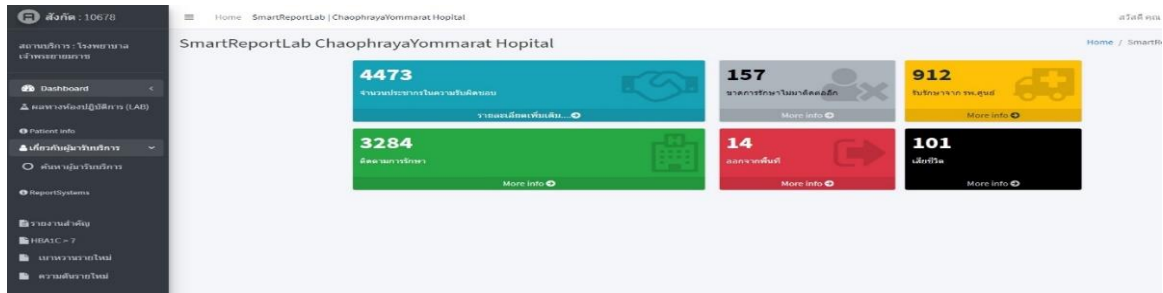 สังกัด : 10678
สถานบริการ : โรงพยาบาล
เจ้าพระยายมราช
Dashboard
ผลทางห้องปฏิบัติการ (LAB)
Patient info
เกี่ยวกับผู้มารับบริการ
ค้นหาผู้มารับบริการ
ReportSystems
รายงานสำคุญ
HBA1C > 7
เบาหวานรายใหม่
ความดันรายใหม่
Home SmartReportLab | ChaophrayaYommarat Hopital
สวัสดี คุณ
SmartReportLab ChaophrayaYommarat Hopital
Home / SmartRe
4473
จำนวนประชากรในความรับผิดชอบ
รายละเอียดเพิ่มเติม...
157
ขาดการรักษาไม่มาติดต่ออีก
More info
912
รับรักษาจาก รพ.ศูนย์
More info
3284
ติดตามการรักษา
More info
14
ออกจากพื้นที่
More info
101
เสียชีวิต
More info